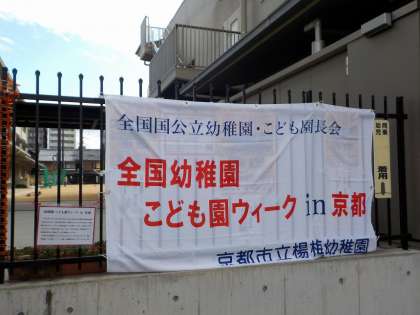 全国国公立幼稚園・こども園長会
全国幼稚園
こども園ウィーク in 京都
京都市立楊梅幼稚園
着用